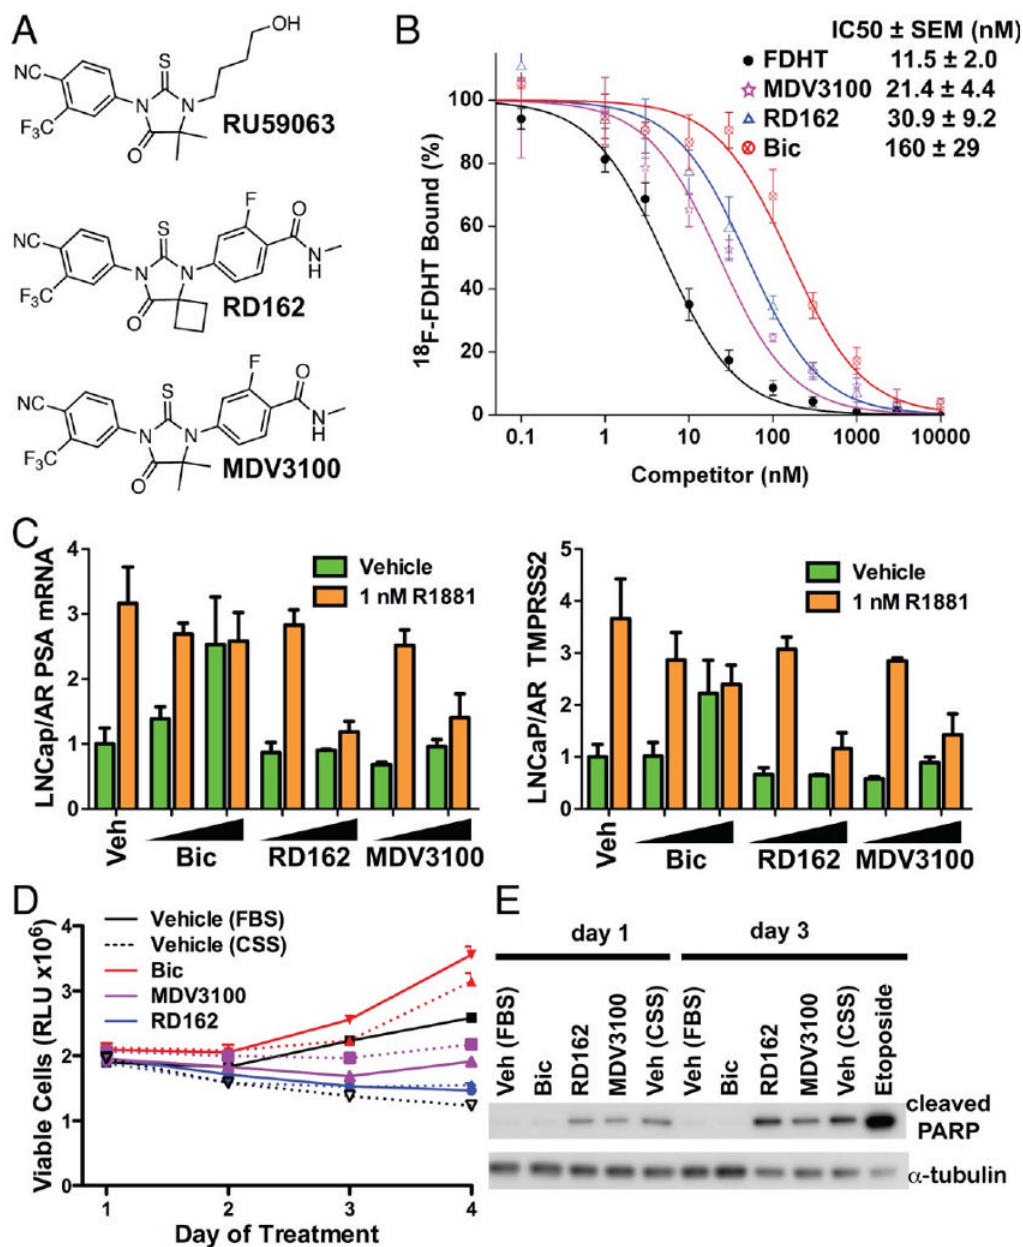 A
OH
NC
S
N
N
F₃C
O
RU59063
F
O
NC
S
N
N
N
H
F₃C
O
RD162
F
O
NC
S
N
N
N
H
F₃C
O
MDV3100
B
IC50 ± SEM (nM)
FDHT 11.5 ± 2.0
MDV3100 21.4 ± 4.4
RD162 30.9 ± 9.2
Bic 160 ± 29
¹⁸F-FDHT Bound (%)
100
80
60
40
20
0
0.1 1 10 100 1000 10000
Competitor (nM)
C
LNCap/AR PSA mRNA
4
3
2
1
0
Vehicle
1 nM R1881
Veh Bic RD162 MDV3100
LNCaP/AR TMPRSS2
5
4
3
2
1
0
Vehicle
1 nM R1881
Veh Bic RD162 MDV3100
D
Viable Cells (RLU x10⁶)
4
3
2
1
0
Vehicle (FBS)
Vehicle (CSS)
Bic
MDV3100
RD162
1 2 3 4
Day of Treatment
E
day 1 day 3
Veh (FBS) Bic RD162 MDV3100 Veh (CSS) Veh (FBS) Bic RD162 MDV3100 Veh (CSS) Etoposide
cleaved
PARP
α-tubulin